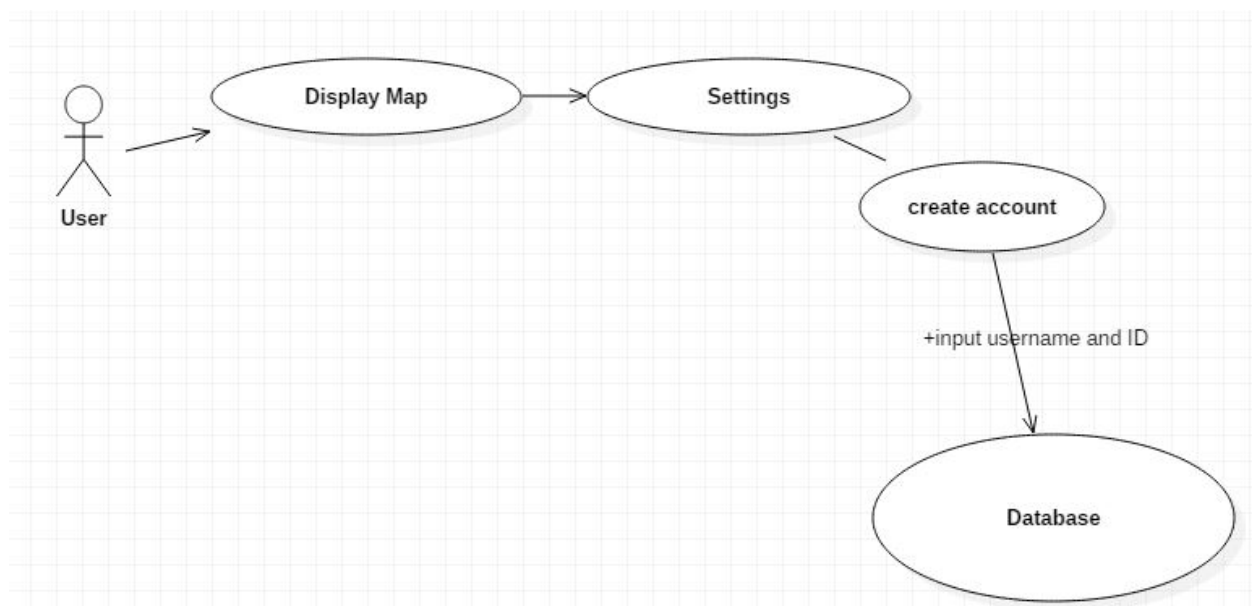 Display Map
Settings
User
create account
+input username and ID
Database